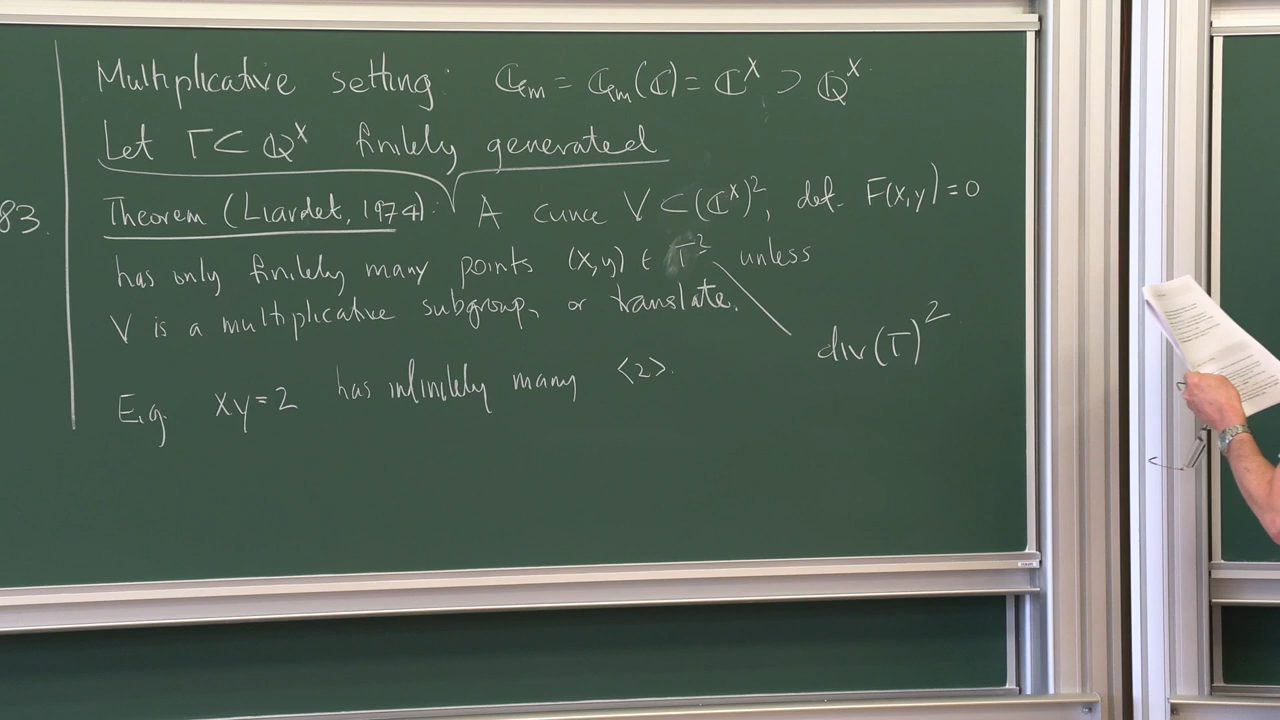 Multiplicative setting: 𝔾m = 𝔾m(ℂ) = ℂ^× ⊃ ℚ^×.
Let Γ ⊂ ℚ^× finitely generated
83.
Theorem (Liardet, 1974): A curve V ⊂ (ℂ^×)², def. F(x,y) = 0
has only finitely many points (x,y) ∈ Γ² unless
V is a multiplicative subgroup, or translate.
div(Γ)²
E.g. xy = 2 has infinitely many <2>.